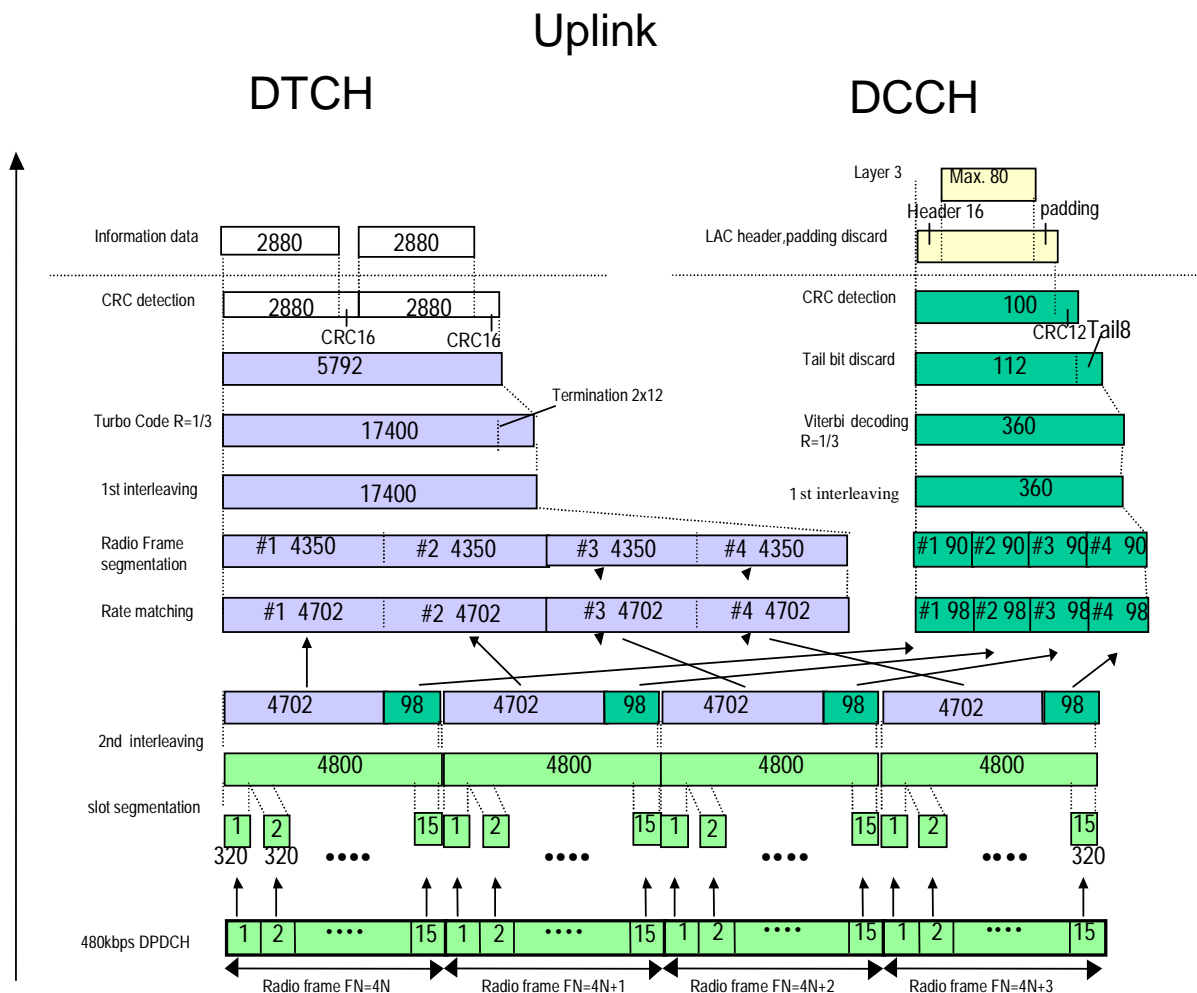 Uplink
DTCH
DCCH
Layer 3
Max. 80
Header 16
padding
Information data
2880
2880
LAC header,padding discard
CRC detection
2880
2880
CRC16
CRC16
CRC detection
100
CRC12
Tail8
5792
Tail bit discard
112
Termination 2x12
Turbo Code R=1/3
17400
Viterbi decoding
R=1/3
360
1st interleaving
17400
1st interleaving
360
Radio Frame
segmentation
#1 4350
#2 4350
#3 4350
#4 4350
#1 90
#2 90
#3 90
#4 90
Rate matching
#1 4702
#2 4702
#3 4702
#4 4702
#1 98
#2 98
#3 98
#4 98
4702
98
4702
98
4702
98
4702
98
2nd interleaving
4800
4800
4800
4800
slot segmentation
1
2
15
1
2
15
1
2
15
1
2
15
320
320
••••
••••
••••
••••
320
480kbps DPDCH
1
2
••••
15
1
2
••••
15
1
2
••••
15
1
2
••••
15
Radio frame FN=4N
Radio frame FN=4N+1
Radio frame FN=4N+2
Radio frame FN=4N+3